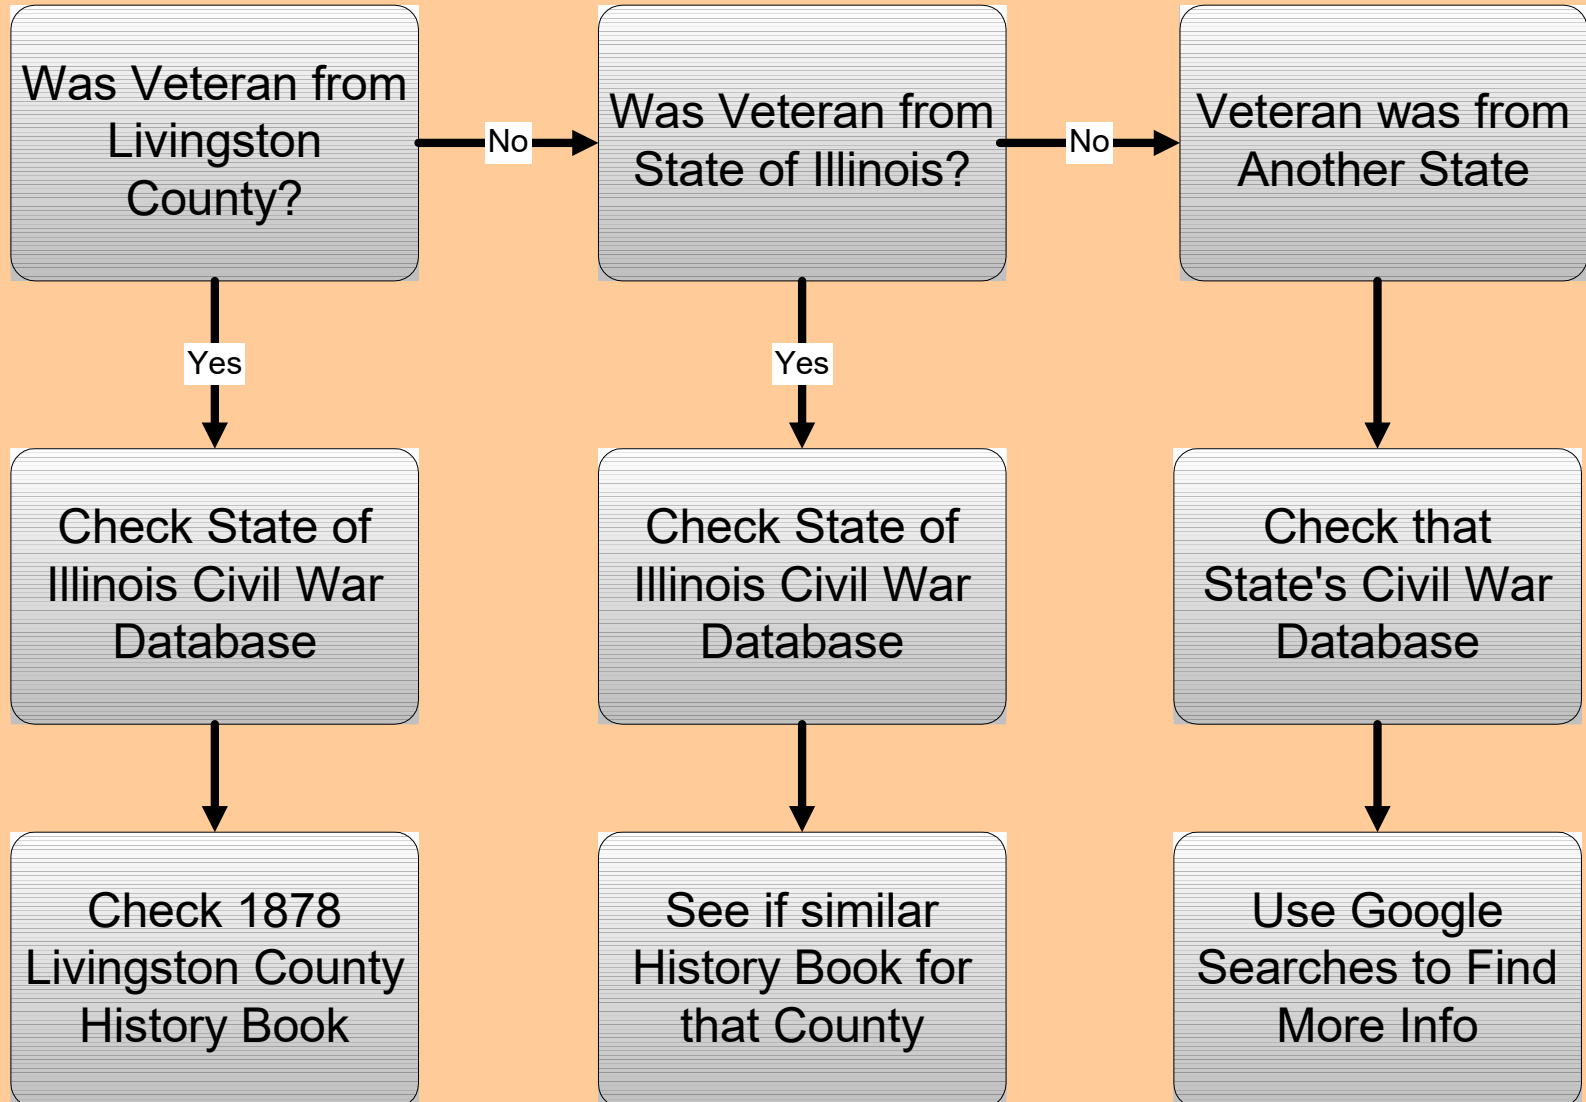 Was Veteran from
Livingston
County?
No
Was Veteran from
State of Illinois?
No
Veteran was from
Another State
Yes
Yes
Check State of
Illinois Civil War
Database
Check State of
Illinois Civil War
Database
Check that
State's Civil War
Database
Check 1878
Livingston County
History Book
See if similar
History Book for
that County
Use Google
Searches to Find
More Info